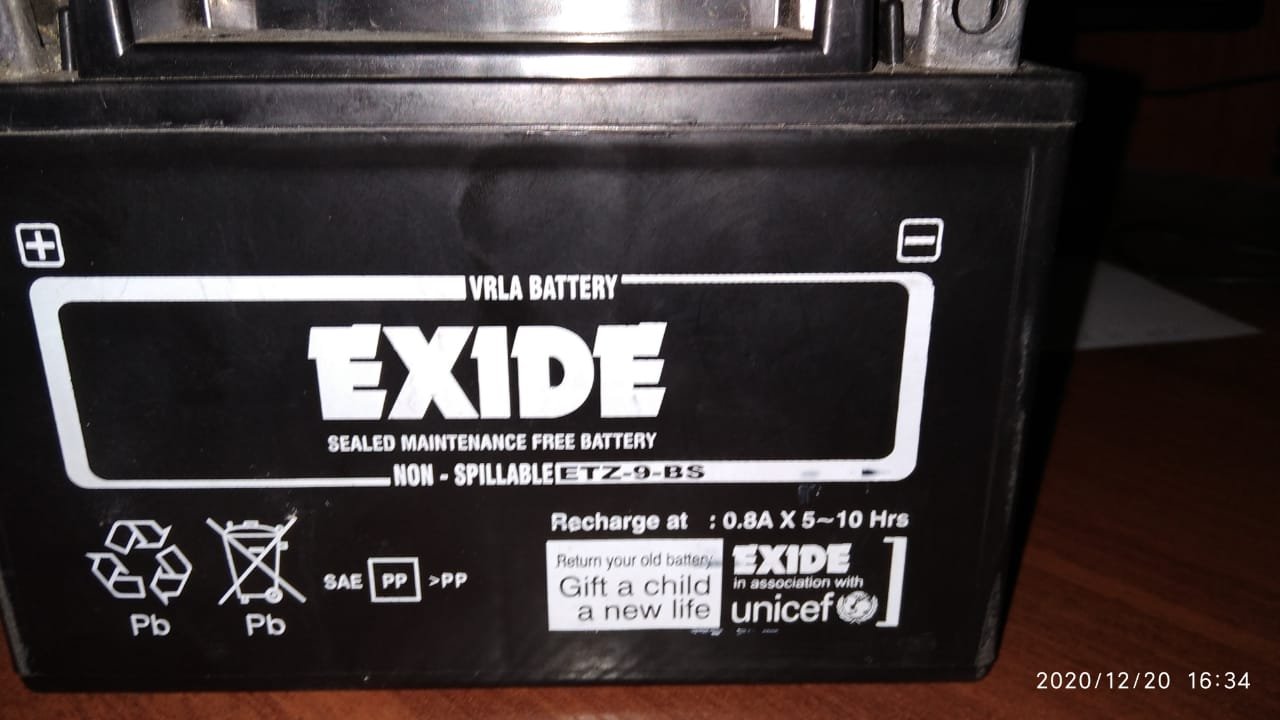 +
−
VRLA BATTERY
EXIDE
SEALED MAINTENANCE FREE BATTERY
NON - SPILLABLE ETZ-9-BS
Recharge at : 0.8A X 5~10 Hrs
Return your old battery
Gift a child
a new life
EXIDE
in association with
unicef
SAE PP >PP
Pb
Pb
2020/12/20 16:34